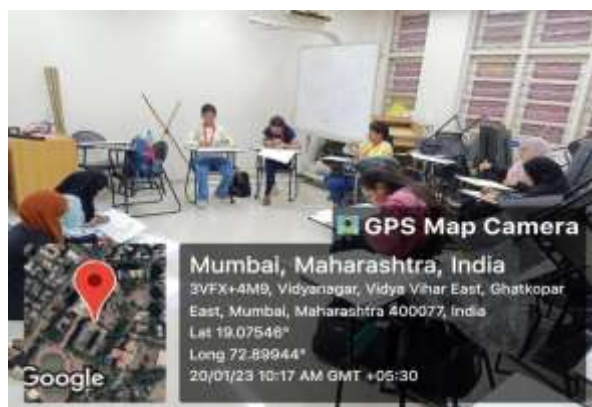 GPS Map Camera
Mumbai, Maharashtra, India
3VFX+4M9, Vidyanagar, Vidya Vihar East, Ghatkopar
East, Mumbai, Maharashtra 400077, India
Lat 19.07546°
Long 72.89944°
20/01/23 10:17 AM GMT +05:30
Google